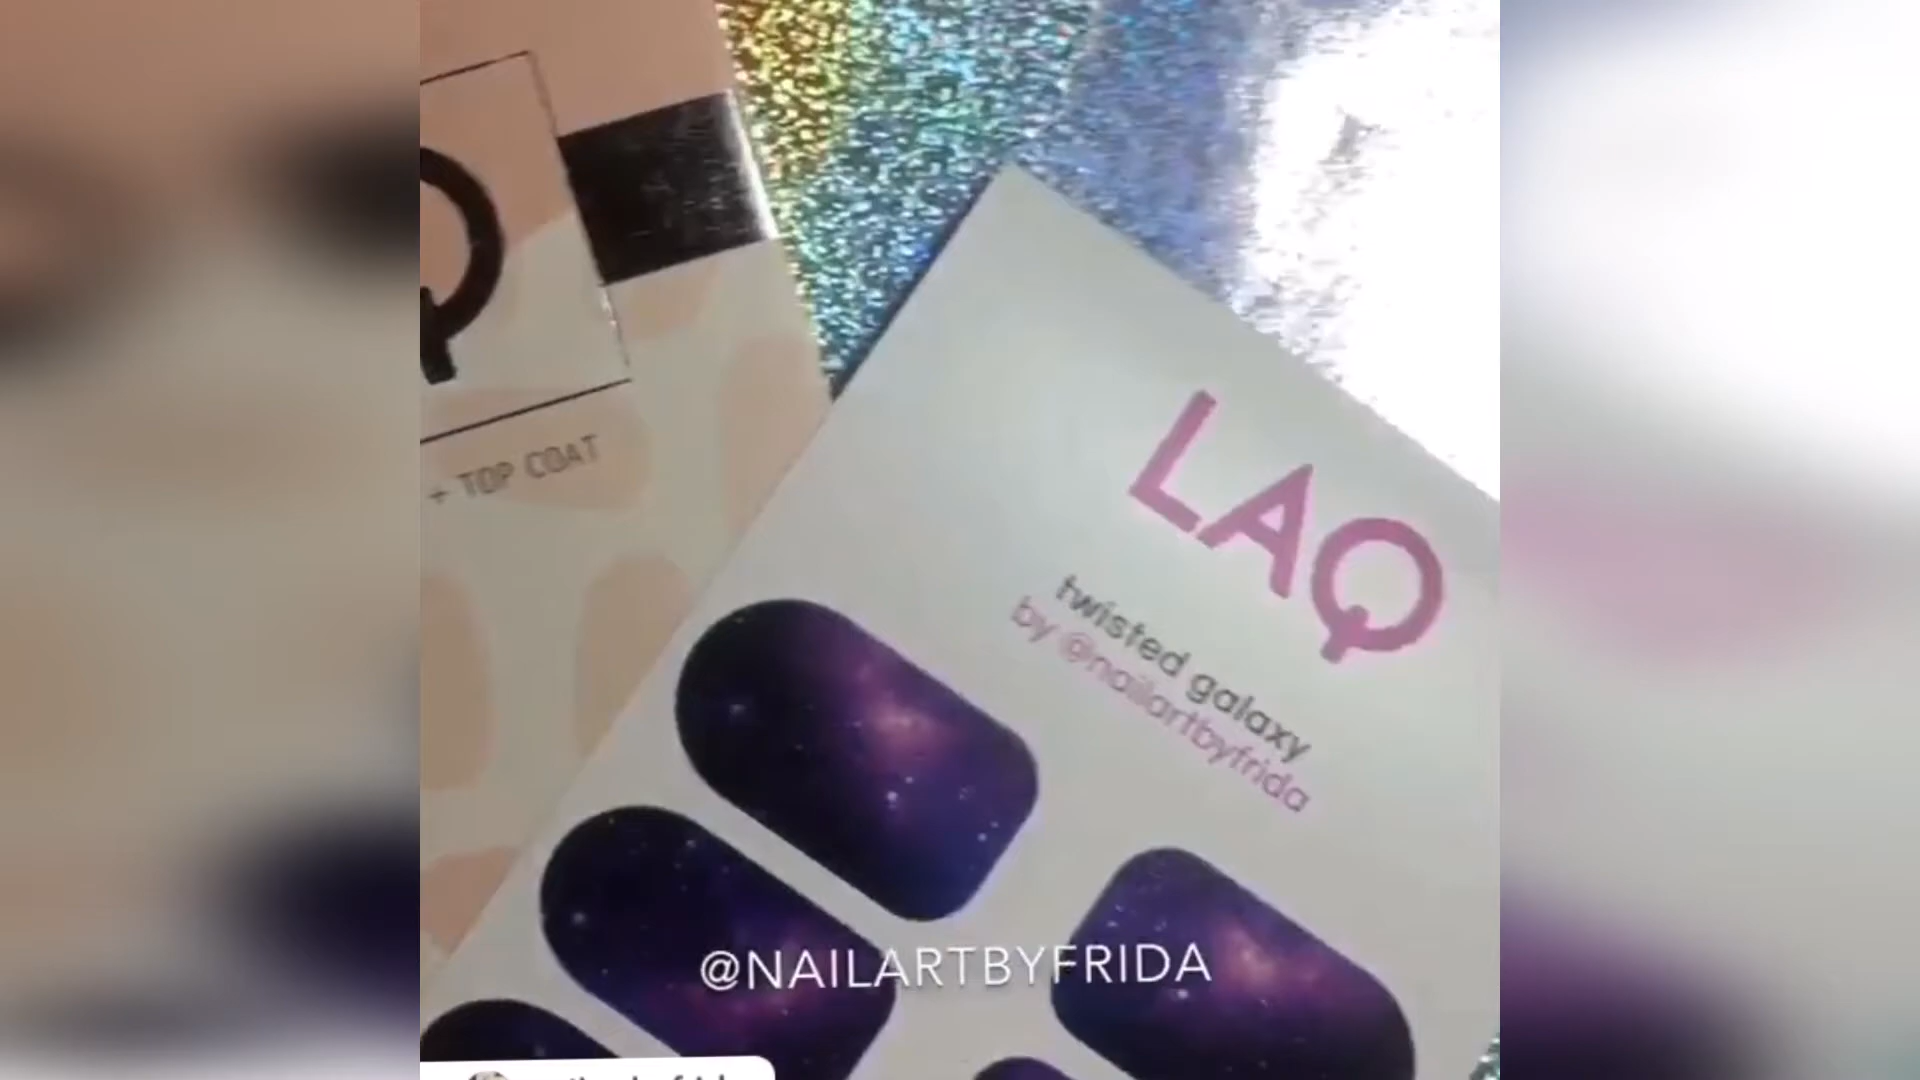 Q
+ TOP COAT
LAQ
twisted galaxy
by @nailartbyfrida
@NAILARTBYFRIDA